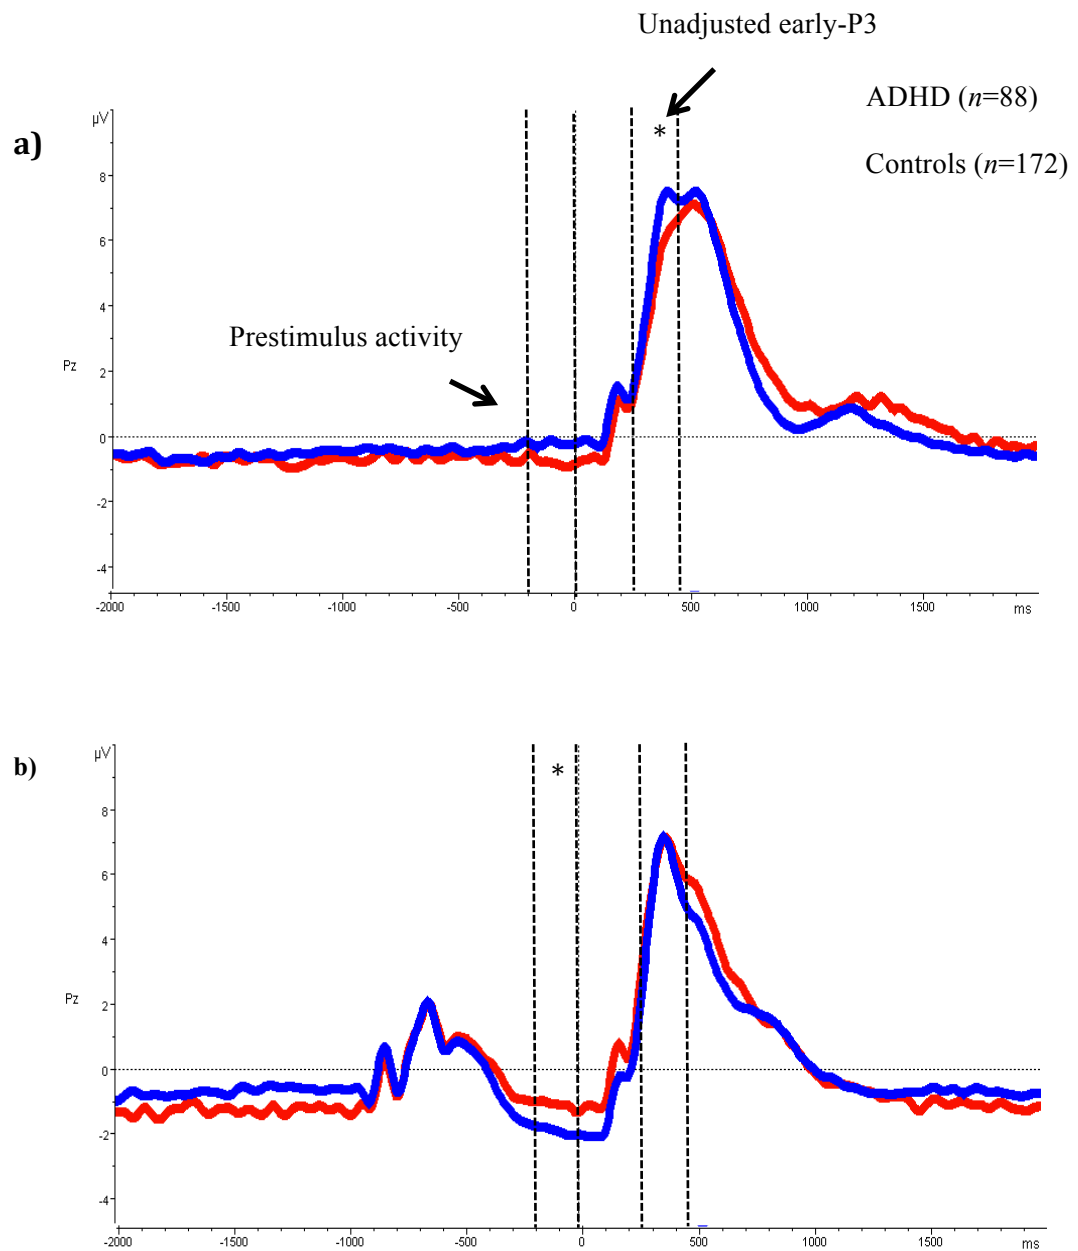 Unadjusted early-P3
ADHD (n=88)
Controls (n=172)
a)
µV
*
8
6
4
Prestimulus activity
Pz
2
0
-2
-4
-2000 -1500 -1000 -500 0 500 1000 1500 ms
b)
µV
*
8
6
4
Pz
2
0
-2
-4
-2000 -1500 -1000 -500 0 500 1000 1500 ms